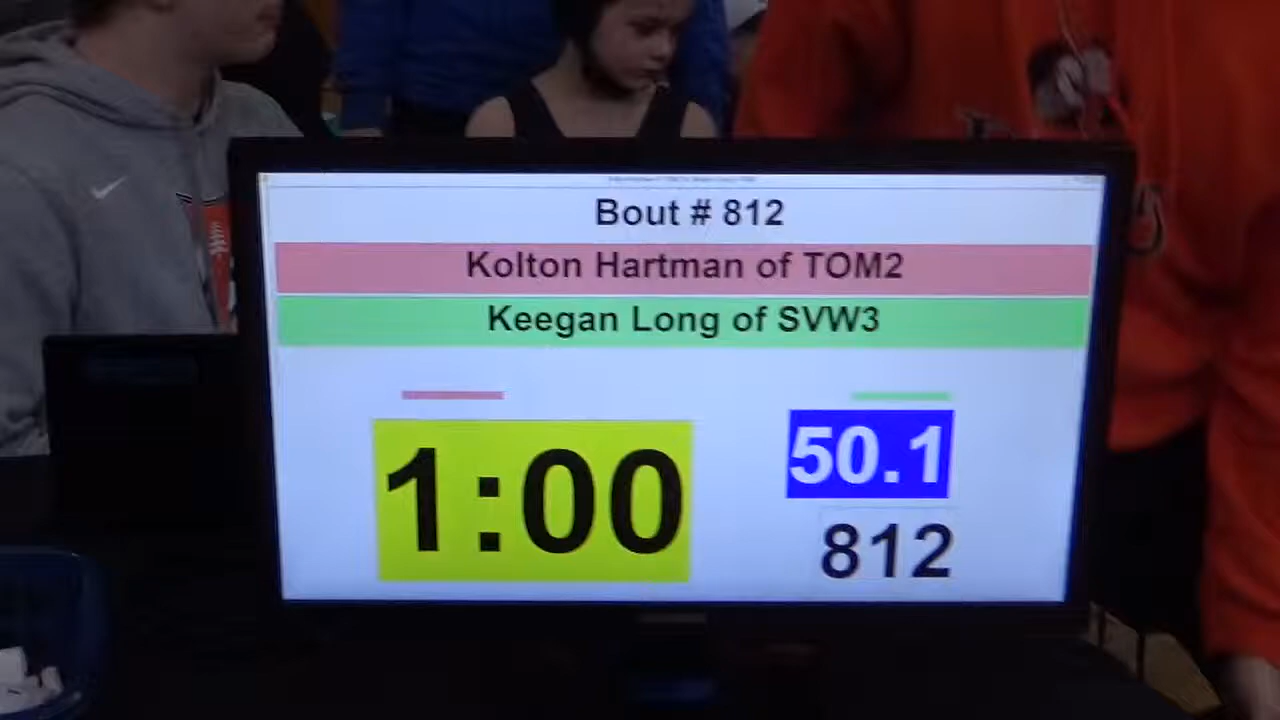 Bout # 812
Kolton Hartman of TOM2
Keegan Long of SVW3
1:00
50.1
812